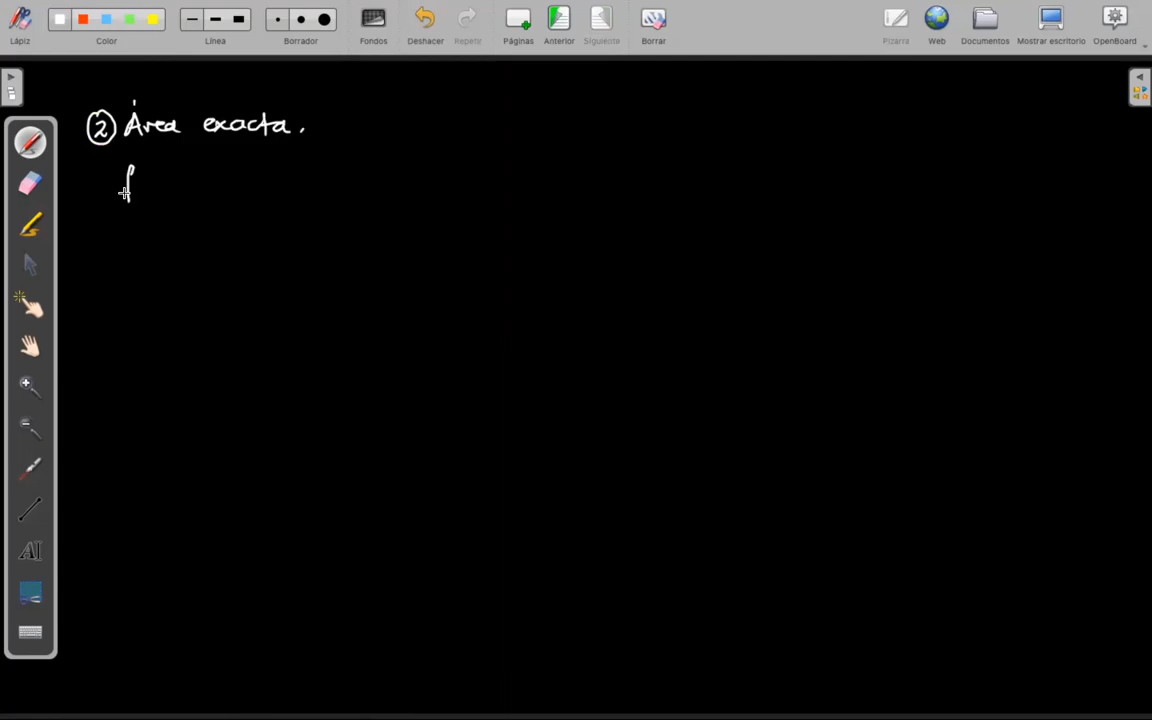 Lápiz Color Línea Borrador Fondos Deshacer Repetir Páginas Anterior Siguiente Borrar Pizarra Web Documentos Mostrar escritorio OpenBoard
② Área exacta.
AI